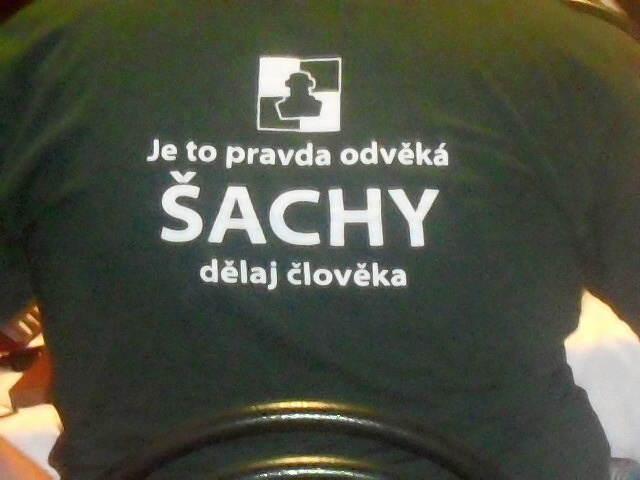 Je to pravda odvěká
ŠACHY
dělaj člověka